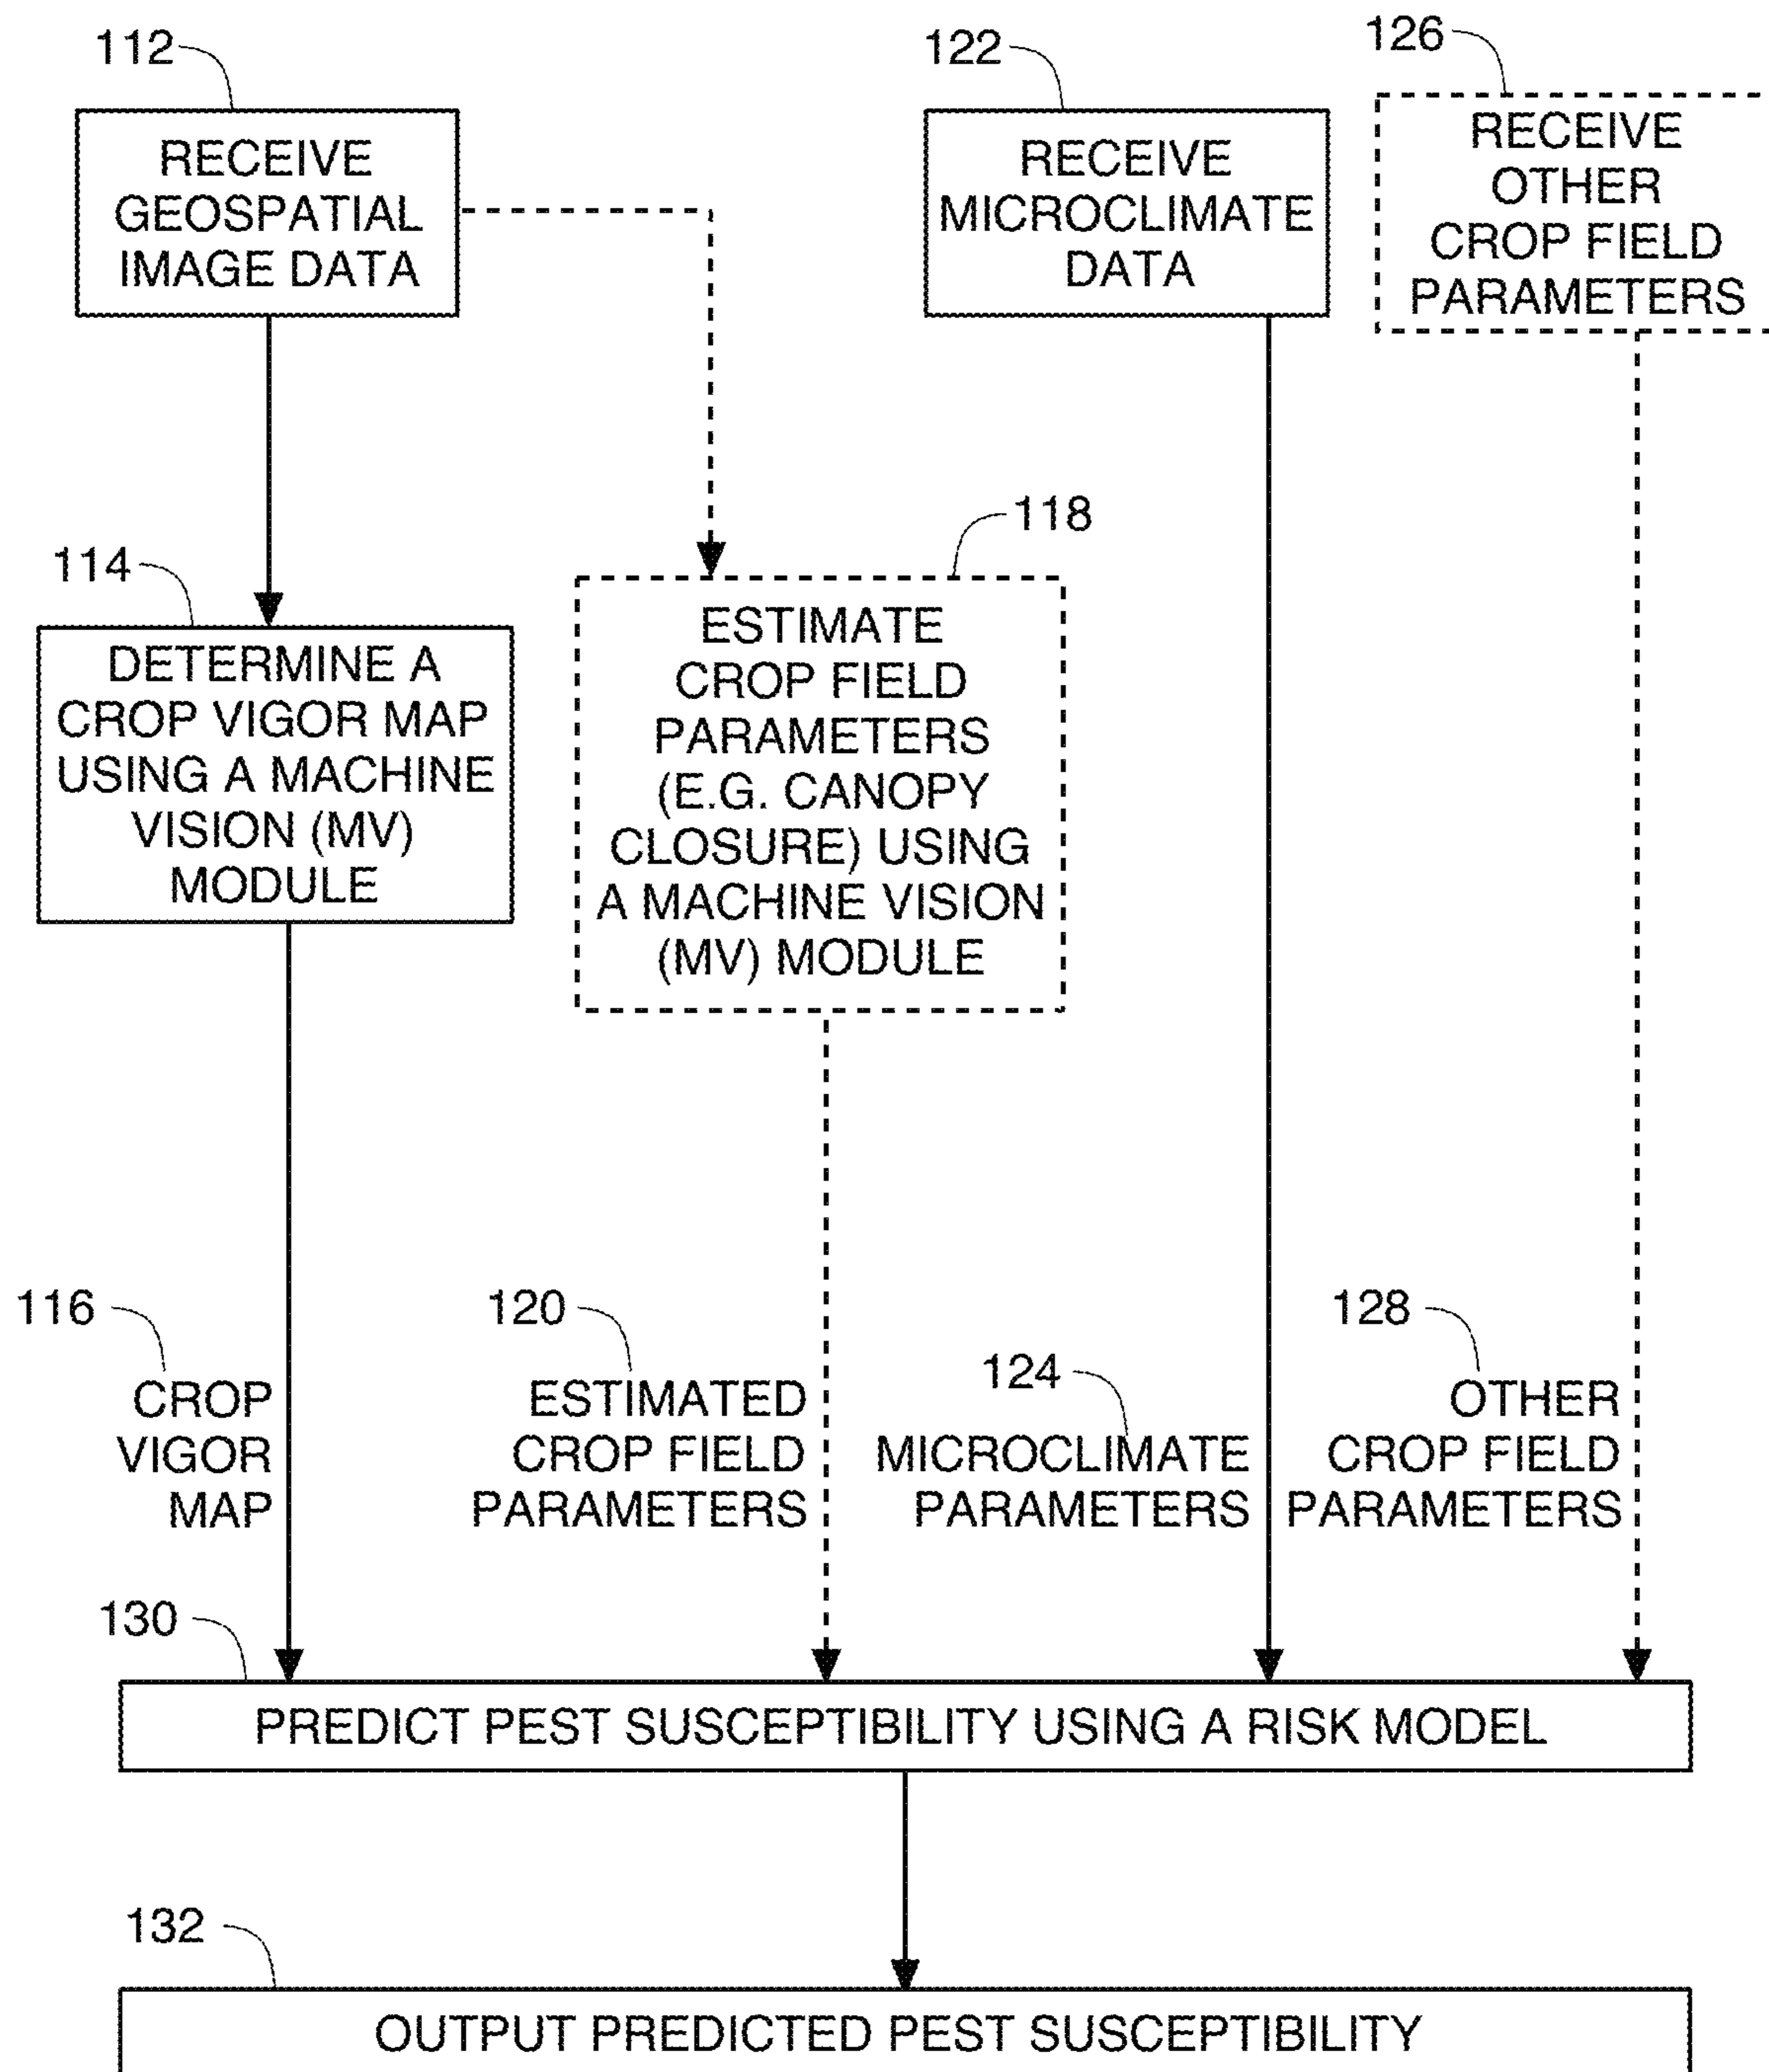 112
122
126
RECEIVE
GEOSPATIAL
IMAGE DATA
RECEIVE
MICROCLIMATE
DATA
RECEIVE
OTHER
CROP FIELD
PARAMETERS
114
118
DETERMINE A
CROP VIGOR MAP
USING A MACHINE
VISION (MV)
MODULE
ESTIMATE
CROP FIELD
PARAMETERS
(E.G. CANOPY
CLOSURE) USING
A MACHINE VISION
(MV) MODULE
116
CROP
VIGOR
MAP
120
ESTIMATED
CROP FIELD
PARAMETERS
124
MICROCLIMATE
PARAMETERS
128
OTHER
CROP FIELD
PARAMETERS
130
PREDICT PEST SUSCEPTIBILITY USING A RISK MODEL
132
OUTPUT PREDICTED PEST SUSCEPTIBILITY